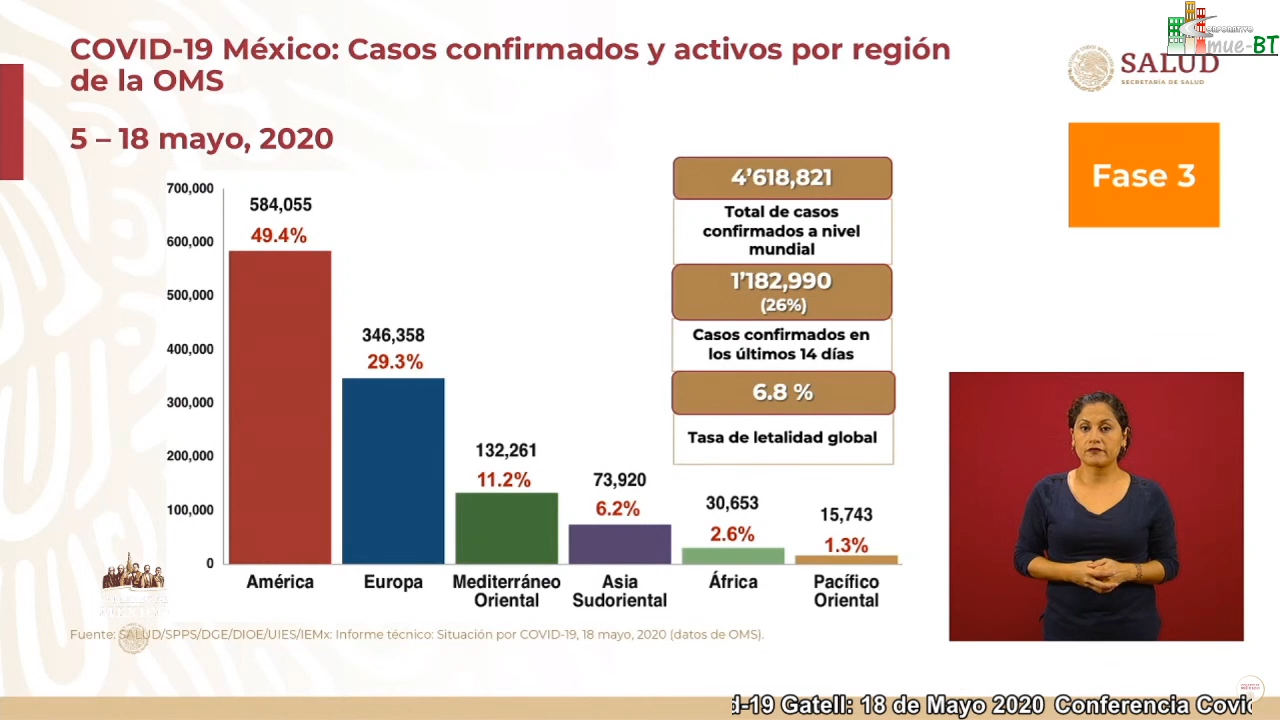 COVID-19 México: Casos confirmados y activos por región
de la OMS
5 – 18 mayo, 2020
CORPORATIVO
mue-BT
SALUD
SECRETARÍA DE SALUD
Fase 3
4’618,821
Total de casos
confirmados a nivel
mundial
1’182,990
(26%)
Casos confirmados en
los últimos 14 días
6.8 %
Tasa de letalidad global
700,000
600,000
500,000
400,000
300,000
200,000
100,000
0
584,055
49.4%
346,358
29.3%
132,261
11.2%
73,920
6.2%
30,653
2.6%
15,743
1.3%
América
Europa
Mediterráneo
Oriental
Asia
Sudoriental
África
Pacífico
Oriental
Fuente: SALUD/SPPS/DGE/DIOE/UIES/IEMx: Informe técnico: Situación por COVID-19, 18 mayo, 2020 (datos de OMS).
d-19 Gatell: 18 de Mayo 2020 Conferencia Covid